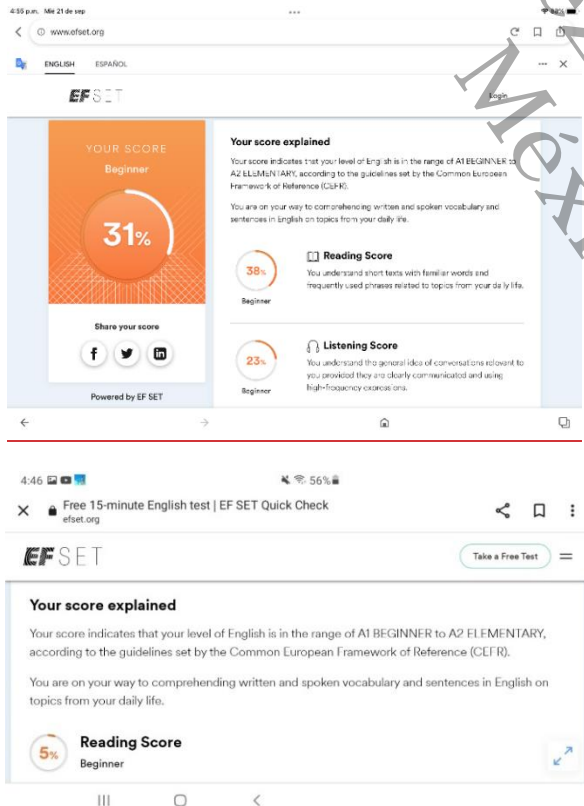 4:55 p.m. Mié 21 de sep
www.efset.org
ENGLISH ESPAÑOL
EFSET
Login
YOUR SCORE
Beginner
31%
Share your score
Powered by EF SET
Your score explained
Your score indicates that your level of English is in the range of A1 BEGINNER to
A2 ELEMENTARY, according to the guidelines set by the Common European
Framework of Reference (CEFR).
You are on your way to comprehending written and spoken vocabulary and
sentences in English on topics from your daily life.
38%
Beginner
Reading Score
You understand short texts with familiar words and
frequently used phrases related to topics from your daily life.
23%
Beginner
Listening Score
You understand the general idea of conversations relevant to
you provided they are clearly communicated and using
high-frequency expressions.
México
4:46
56%
Free 15-minute English test | EF SET Quick Check
efset.org
EFSET
Take a Free Test
Your score explained
Your score indicates that your level of English is in the range of A1 BEGINNER to A2 ELEMENTARY,
according to the guidelines set by the Common European Framework of Reference (CEFR).
You are on your way to comprehending written and spoken vocabulary and sentences in English on
topics from your daily life.
5%
Reading Score
Beginner